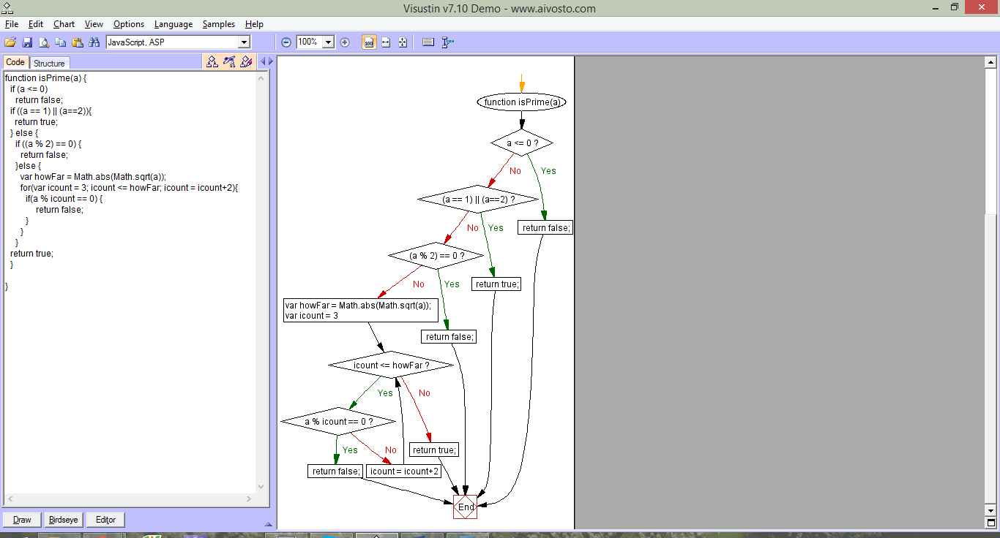 Visustin v7.10 Demo - www.aivosto.com
File Edit Chart View Options Language Samples Help
JavaScript, ASP
100%
100
Code
Structure
function isPrime(a) {
if (a <= 0)
return false;
if ((a == 1) || (a==2)){
return true;
} else {
if ((a % 2) == 0) {
return false;
}else {
var howFar = Math.abs(Math.sqrt(a));
for(var icount = 3; icount <= howFar; icount = icount+2){
if(a % icount == 0) {
return false;
}
}
}
return true;
}
}
Draw
Birdseye
Editor
function isPrime(a)
a <= 0 ?
No
Yes
(a == 1) || (a==2) ?
return false;
No
Yes
(a % 2) == 0 ?
return true;
No
Yes
var howFar = Math.abs(Math.sqrt(a));
var icount = 3
return false;
icount <= howFar ?
Yes
No
a % icount == 0 ?
Yes
No
return true;
return false;
icount = icount+2
End